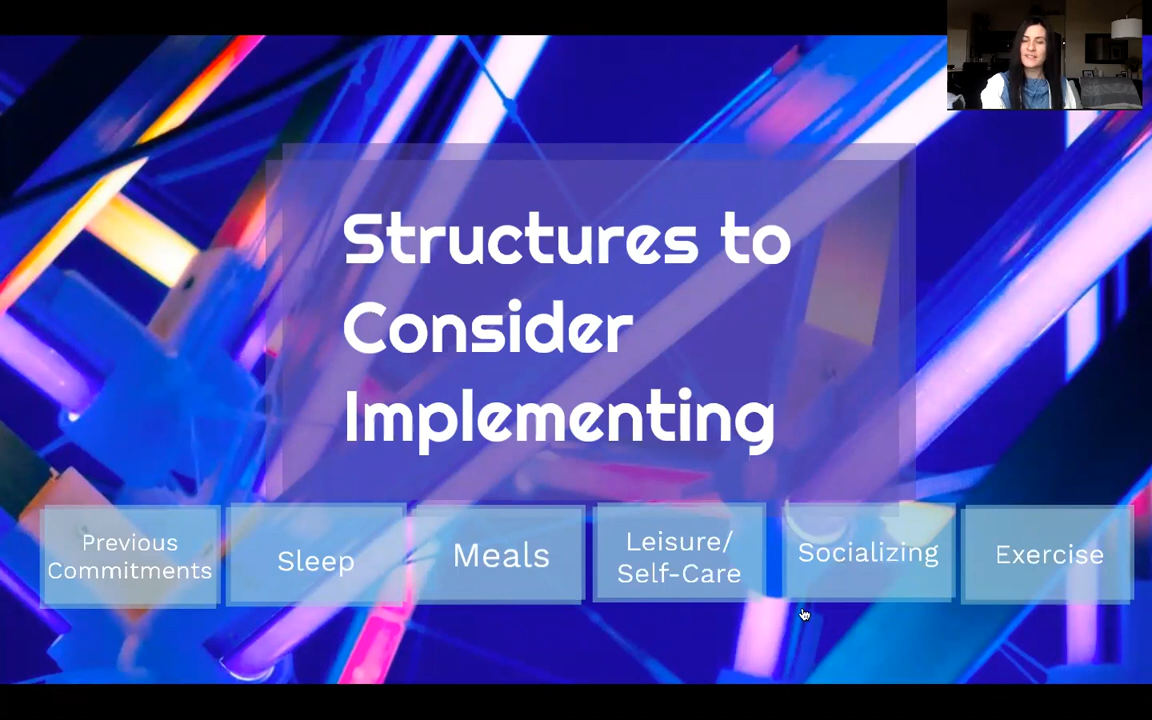 Structures to
Consider
Implementing
Previous
Commitments
Sleep
Meals
Leisure/
Self-Care
Socializing
Exercise